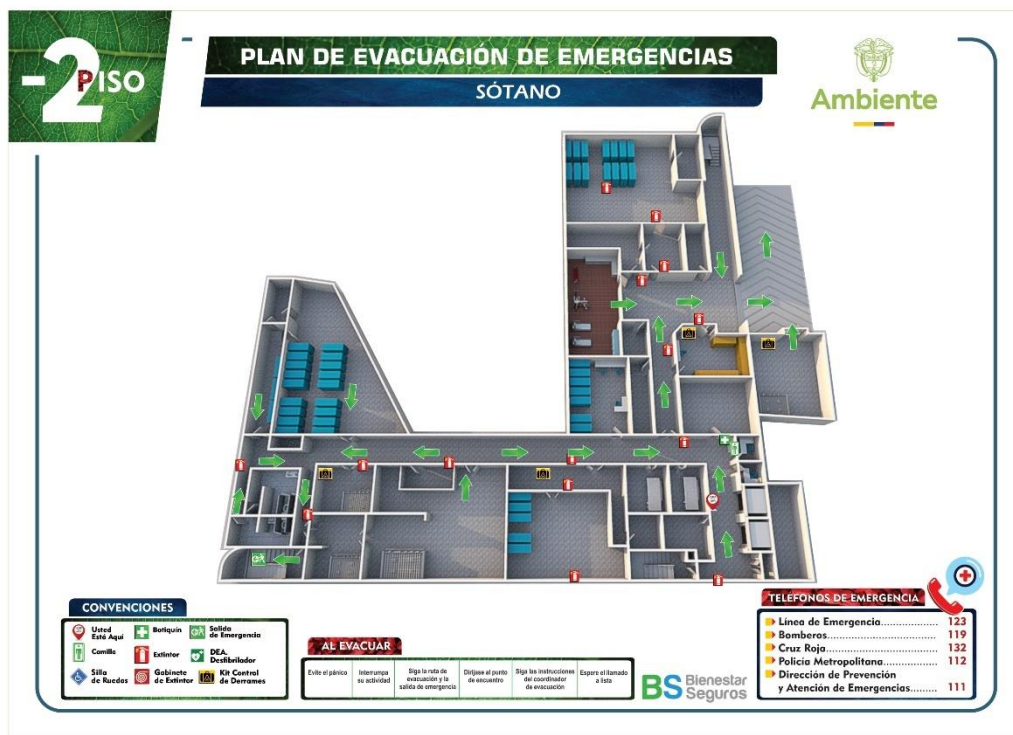 -2 PISO
PLAN DE EVACUACIÓN DE EMERGENCIAS
SÓTANO
Ambiente
CONVENCIONES
Usted Está Aquí
Botiquín
Salida de Emergencia
Camilla
Extintor
DEA. Desfibrilador
Silla de Ruedas
Gabinete de Extintor
Kit Control de Derrames
AL EVACUAR
Evite el pánico
Interrumpa su actividad
Siga la ruta de evacuación y la salida de emergencia
Diríjase al punto de encuentro
Siga las instrucciones del coordinador de evacuación
Espere el llamado a lista
BS Bienestar Seguros
TELEFONOS DE EMERGENCIA
Línea de Emergencia................... 123
Bomberos................................. 119
Cruz Roja................................. 132
Policía Metropolitana.................. 112
Dirección de Prevención
y Atención de Emergencias......... 111